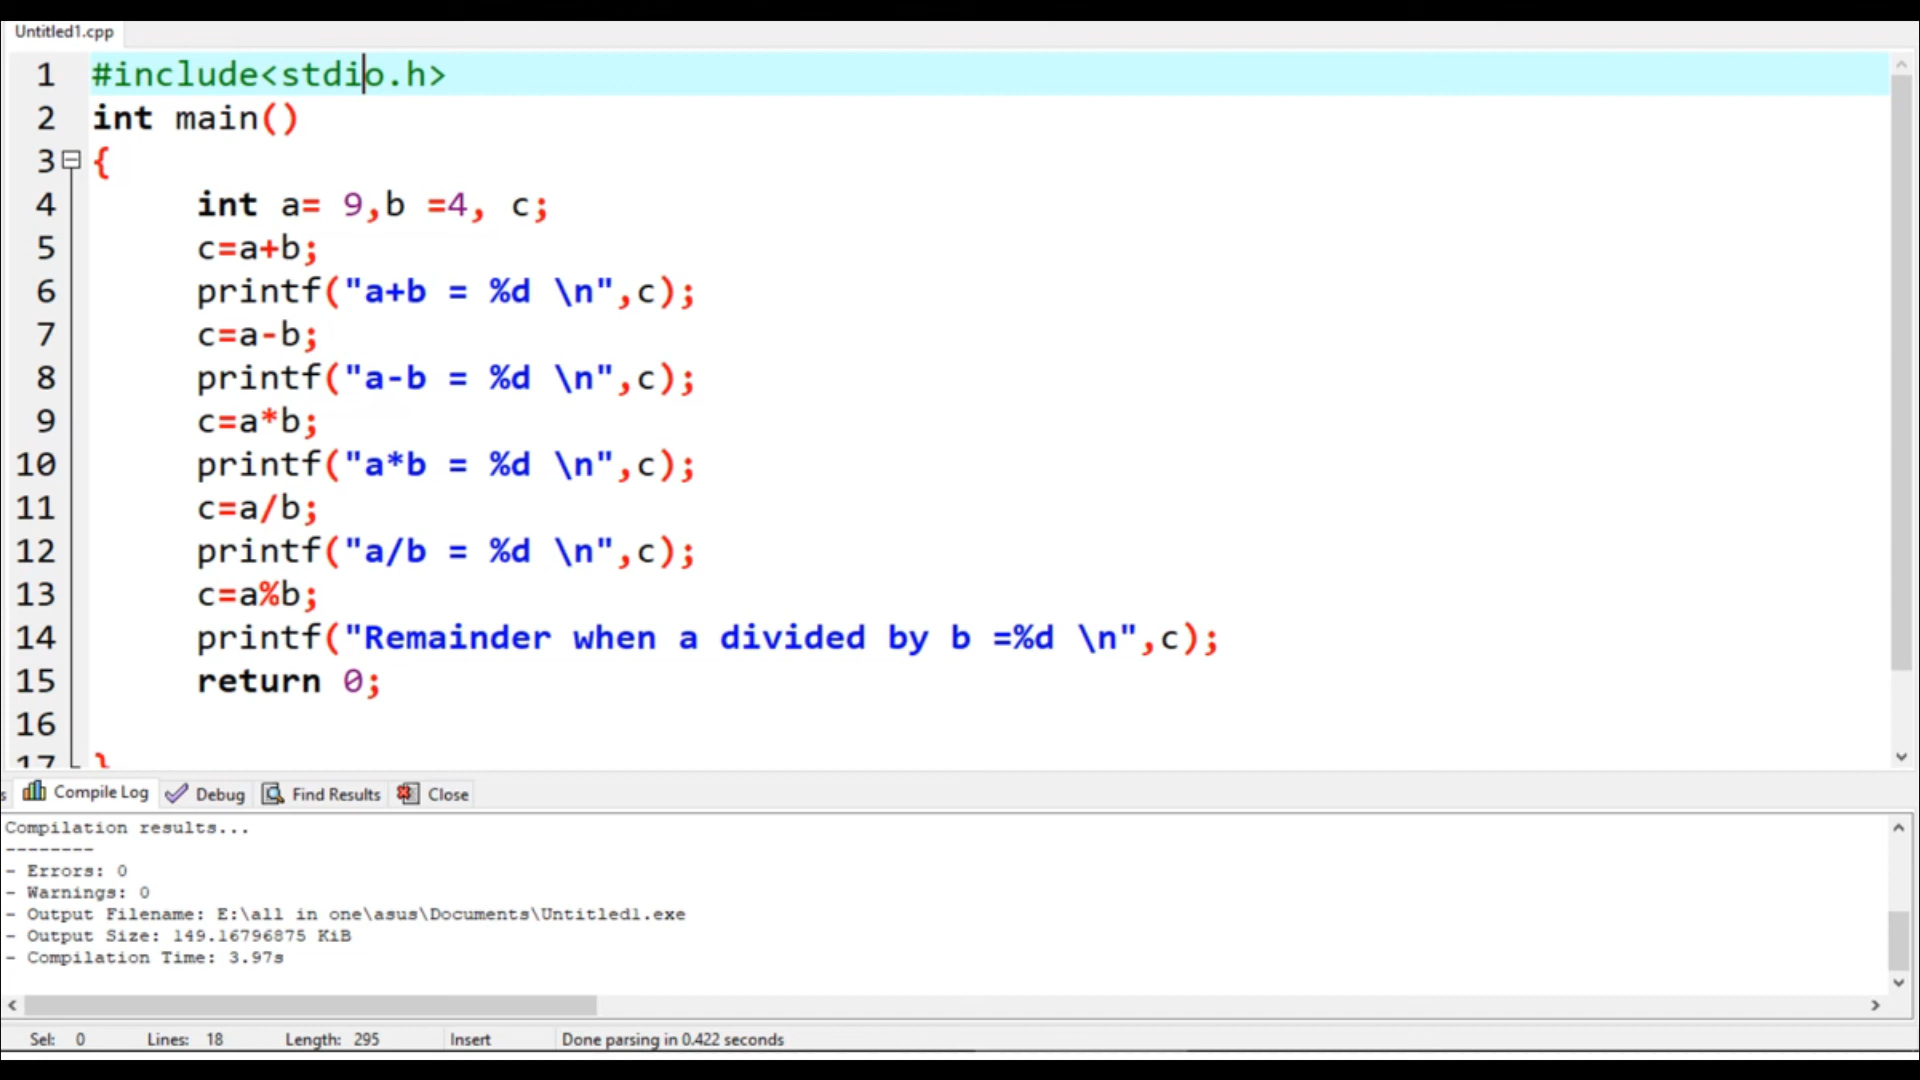 Untitled1.cpp
1 #include<stdio.h>
2 int main()
3 {
4 int a= 9,b =4, c;
5 c=a+b;
6 printf("a+b = %d \n",c);
7 c=a-b;
8 printf("a-b = %d \n",c);
9 c=a*b;
10 printf("a*b = %d \n",c);
11 c=a/b;
12 printf("a/b = %d \n",c);
13 c=a%b;
14 printf("Remainder when a divided by b =%d \n",c);
15 return 0;
16
17 }
s Compile Log Debug Find Results Close
Compilation results...
--------
- Errors: 0
- Warnings: 0
- Output Filename: E:\all in one\asus\Documents\Untitled1.exe
- Output Size: 149.16796875 KiB
- Compilation Time: 3.97s
Sel: 0 Lines: 18 Length: 295 Insert Done parsing in 0.422 seconds